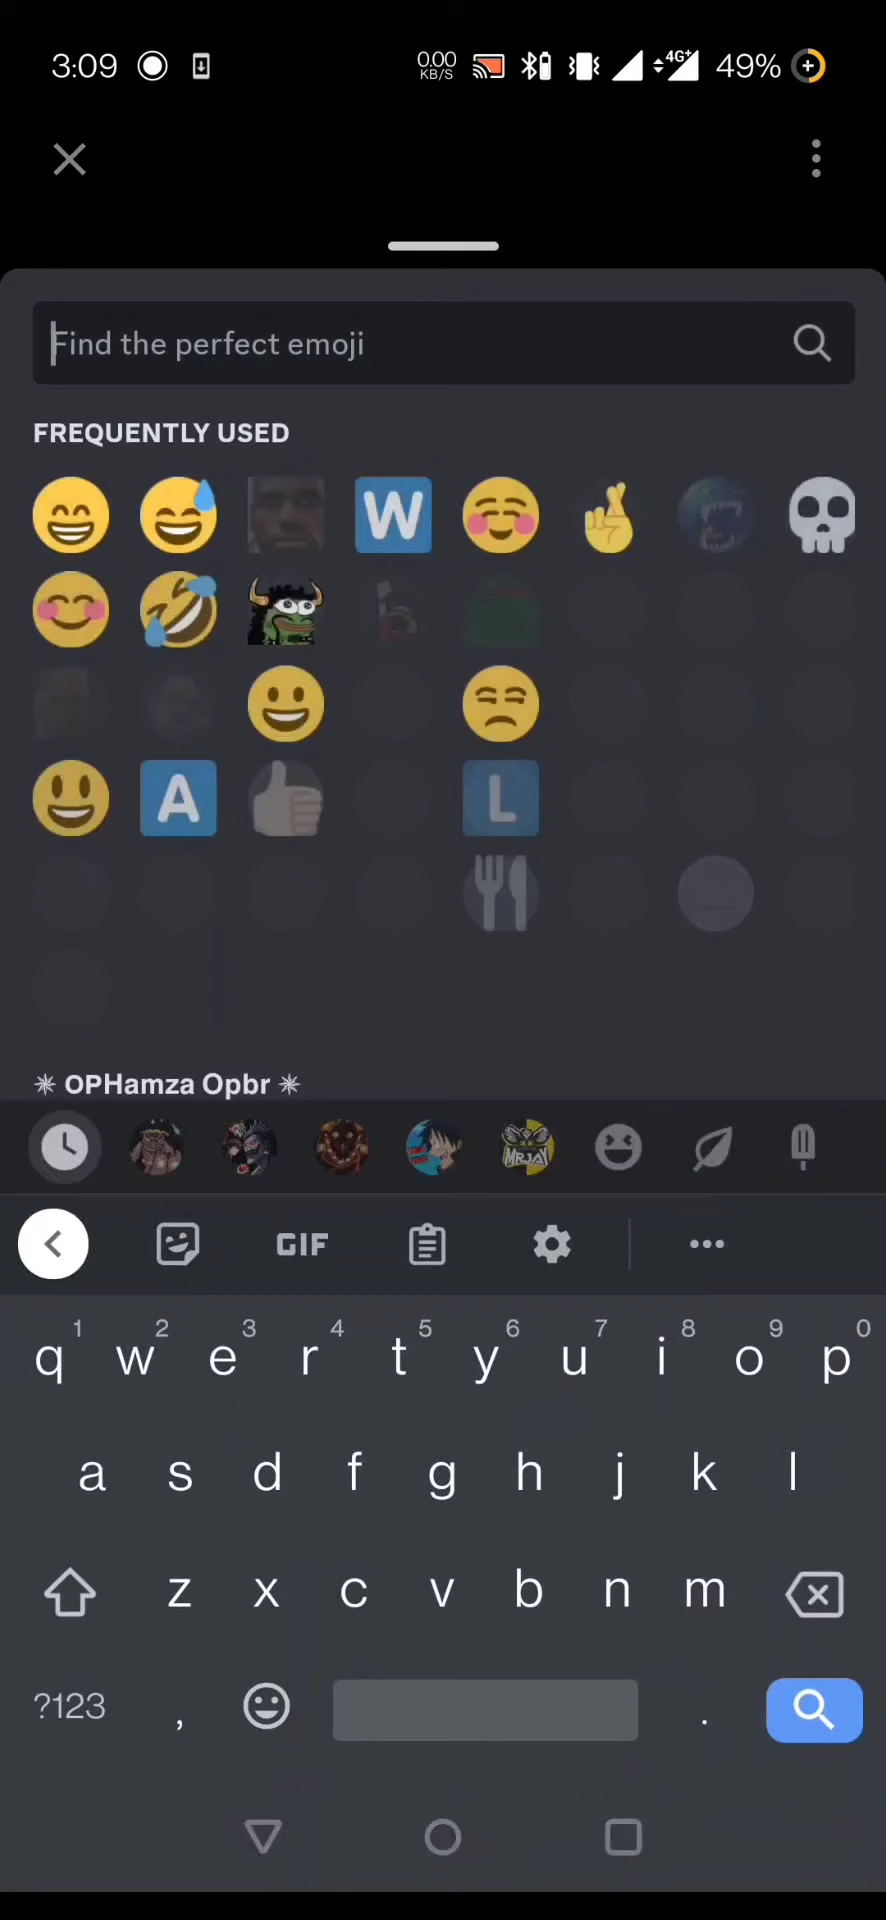 3:09 0.00 KB/S 4G+ 49%
Find the perfect emoji
FREQUENTLY USED
W
A L
✴ OPHamza Opbr ✴
MRJAY
GIF
1 2 3 4 5 6 7 8 9 0
q w e r t y u i o p
a s d f g h j k l
z x c v b n m
?123 , .